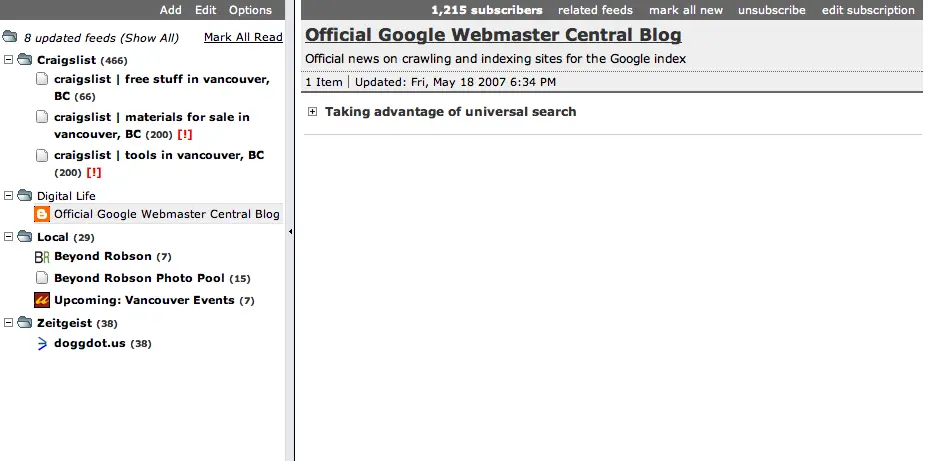 Add Edit Options
8 updated feeds (Show All) Mark All Read
Craigslist (466)
craigslist | free stuff in vancouver,
BC (66)
craigslist | materials for sale in
vancouver, BC (200) [!]
craigslist | tools in vancouver, BC
(200) [!]
Digital Life
Official Google Webmaster Central Blog
Local (29)
BR Beyond Robson (7)
Beyond Robson Photo Pool (15)
Upcoming: Vancouver Events (7)
Zeitgeist (38)
doggdot.us (38)
1,215 subscribers related feeds mark all new unsubscribe edit subscription
Official Google Webmaster Central Blog
Official news on crawling and indexing sites for the Google index
1 Item | Updated: Fri, May 18 2007 6:34 PM
Taking advantage of universal search